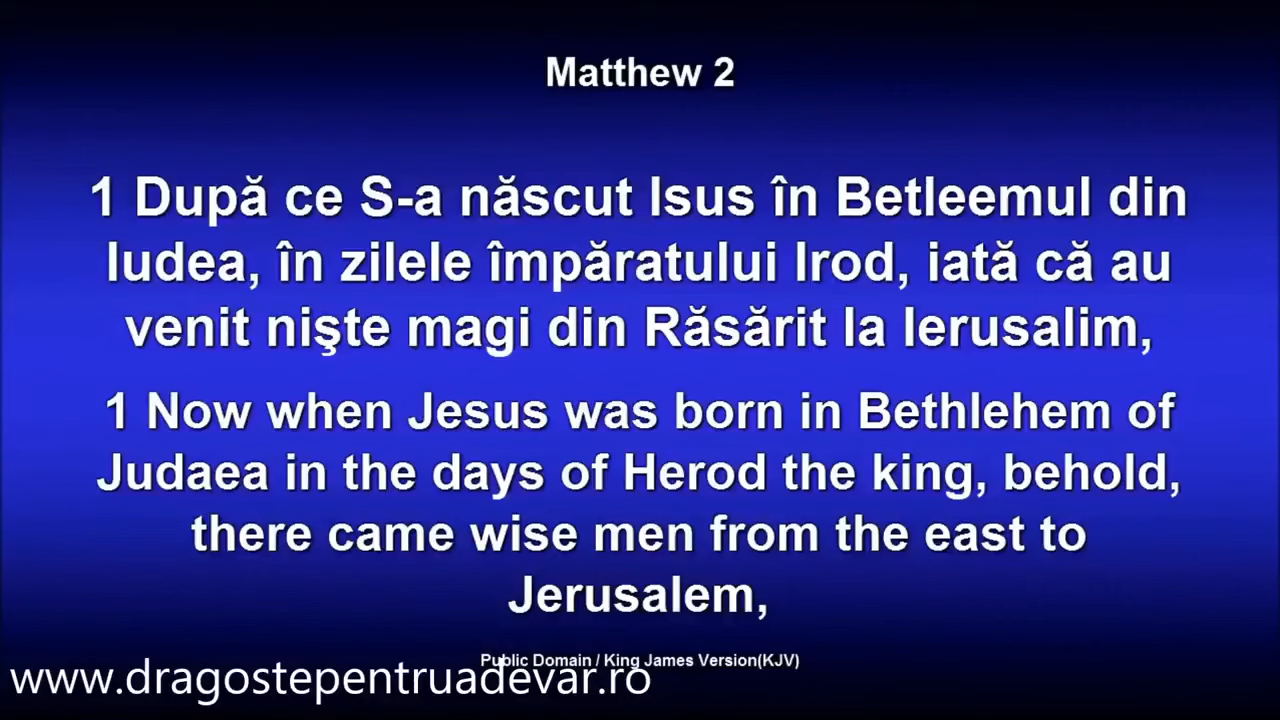 Matthew 2
1 După ce S-a născut Isus în Betleemul din
Iudea, în zilele împăratului Irod, iată că au
venit nişte magi din Răsărit la Ierusalim,
1 Now when Jesus was born in Bethlehem of
Judaea in the days of Herod the king, behold,
there came wise men from the east to
Jerusalem,
Public Domain / King James Version(KJV)
www.dragostepentruadevar.ro